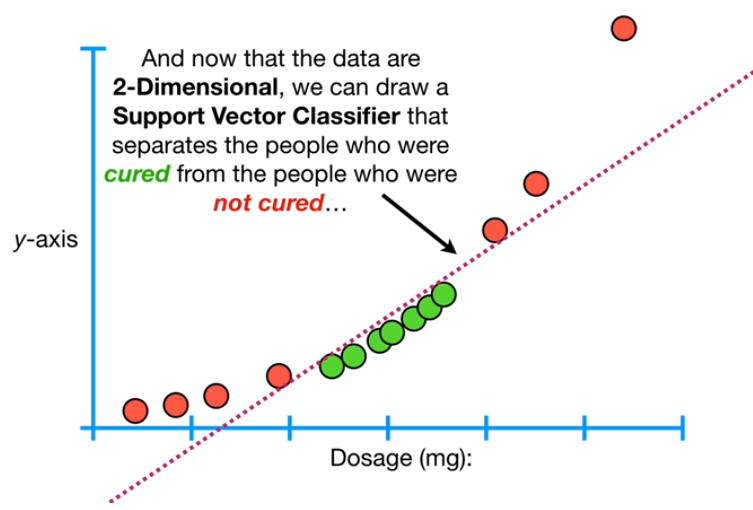 And now that the data are
2-Dimensional, we can draw a
Support Vector Classifier that
separates the people who were
cured from the people who were
not cured…
y-axis
Dosage (mg):